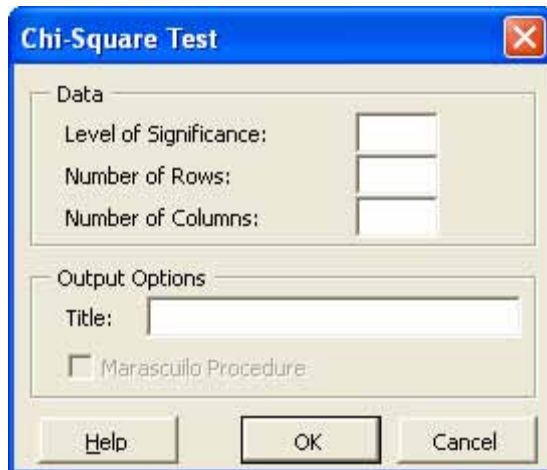 Chi-Square Test
Data
Level of Significance:
Number of Rows:
Number of Columns:
Output Options
Title:
Marascuilo Procedure
Help
OK
Cancel